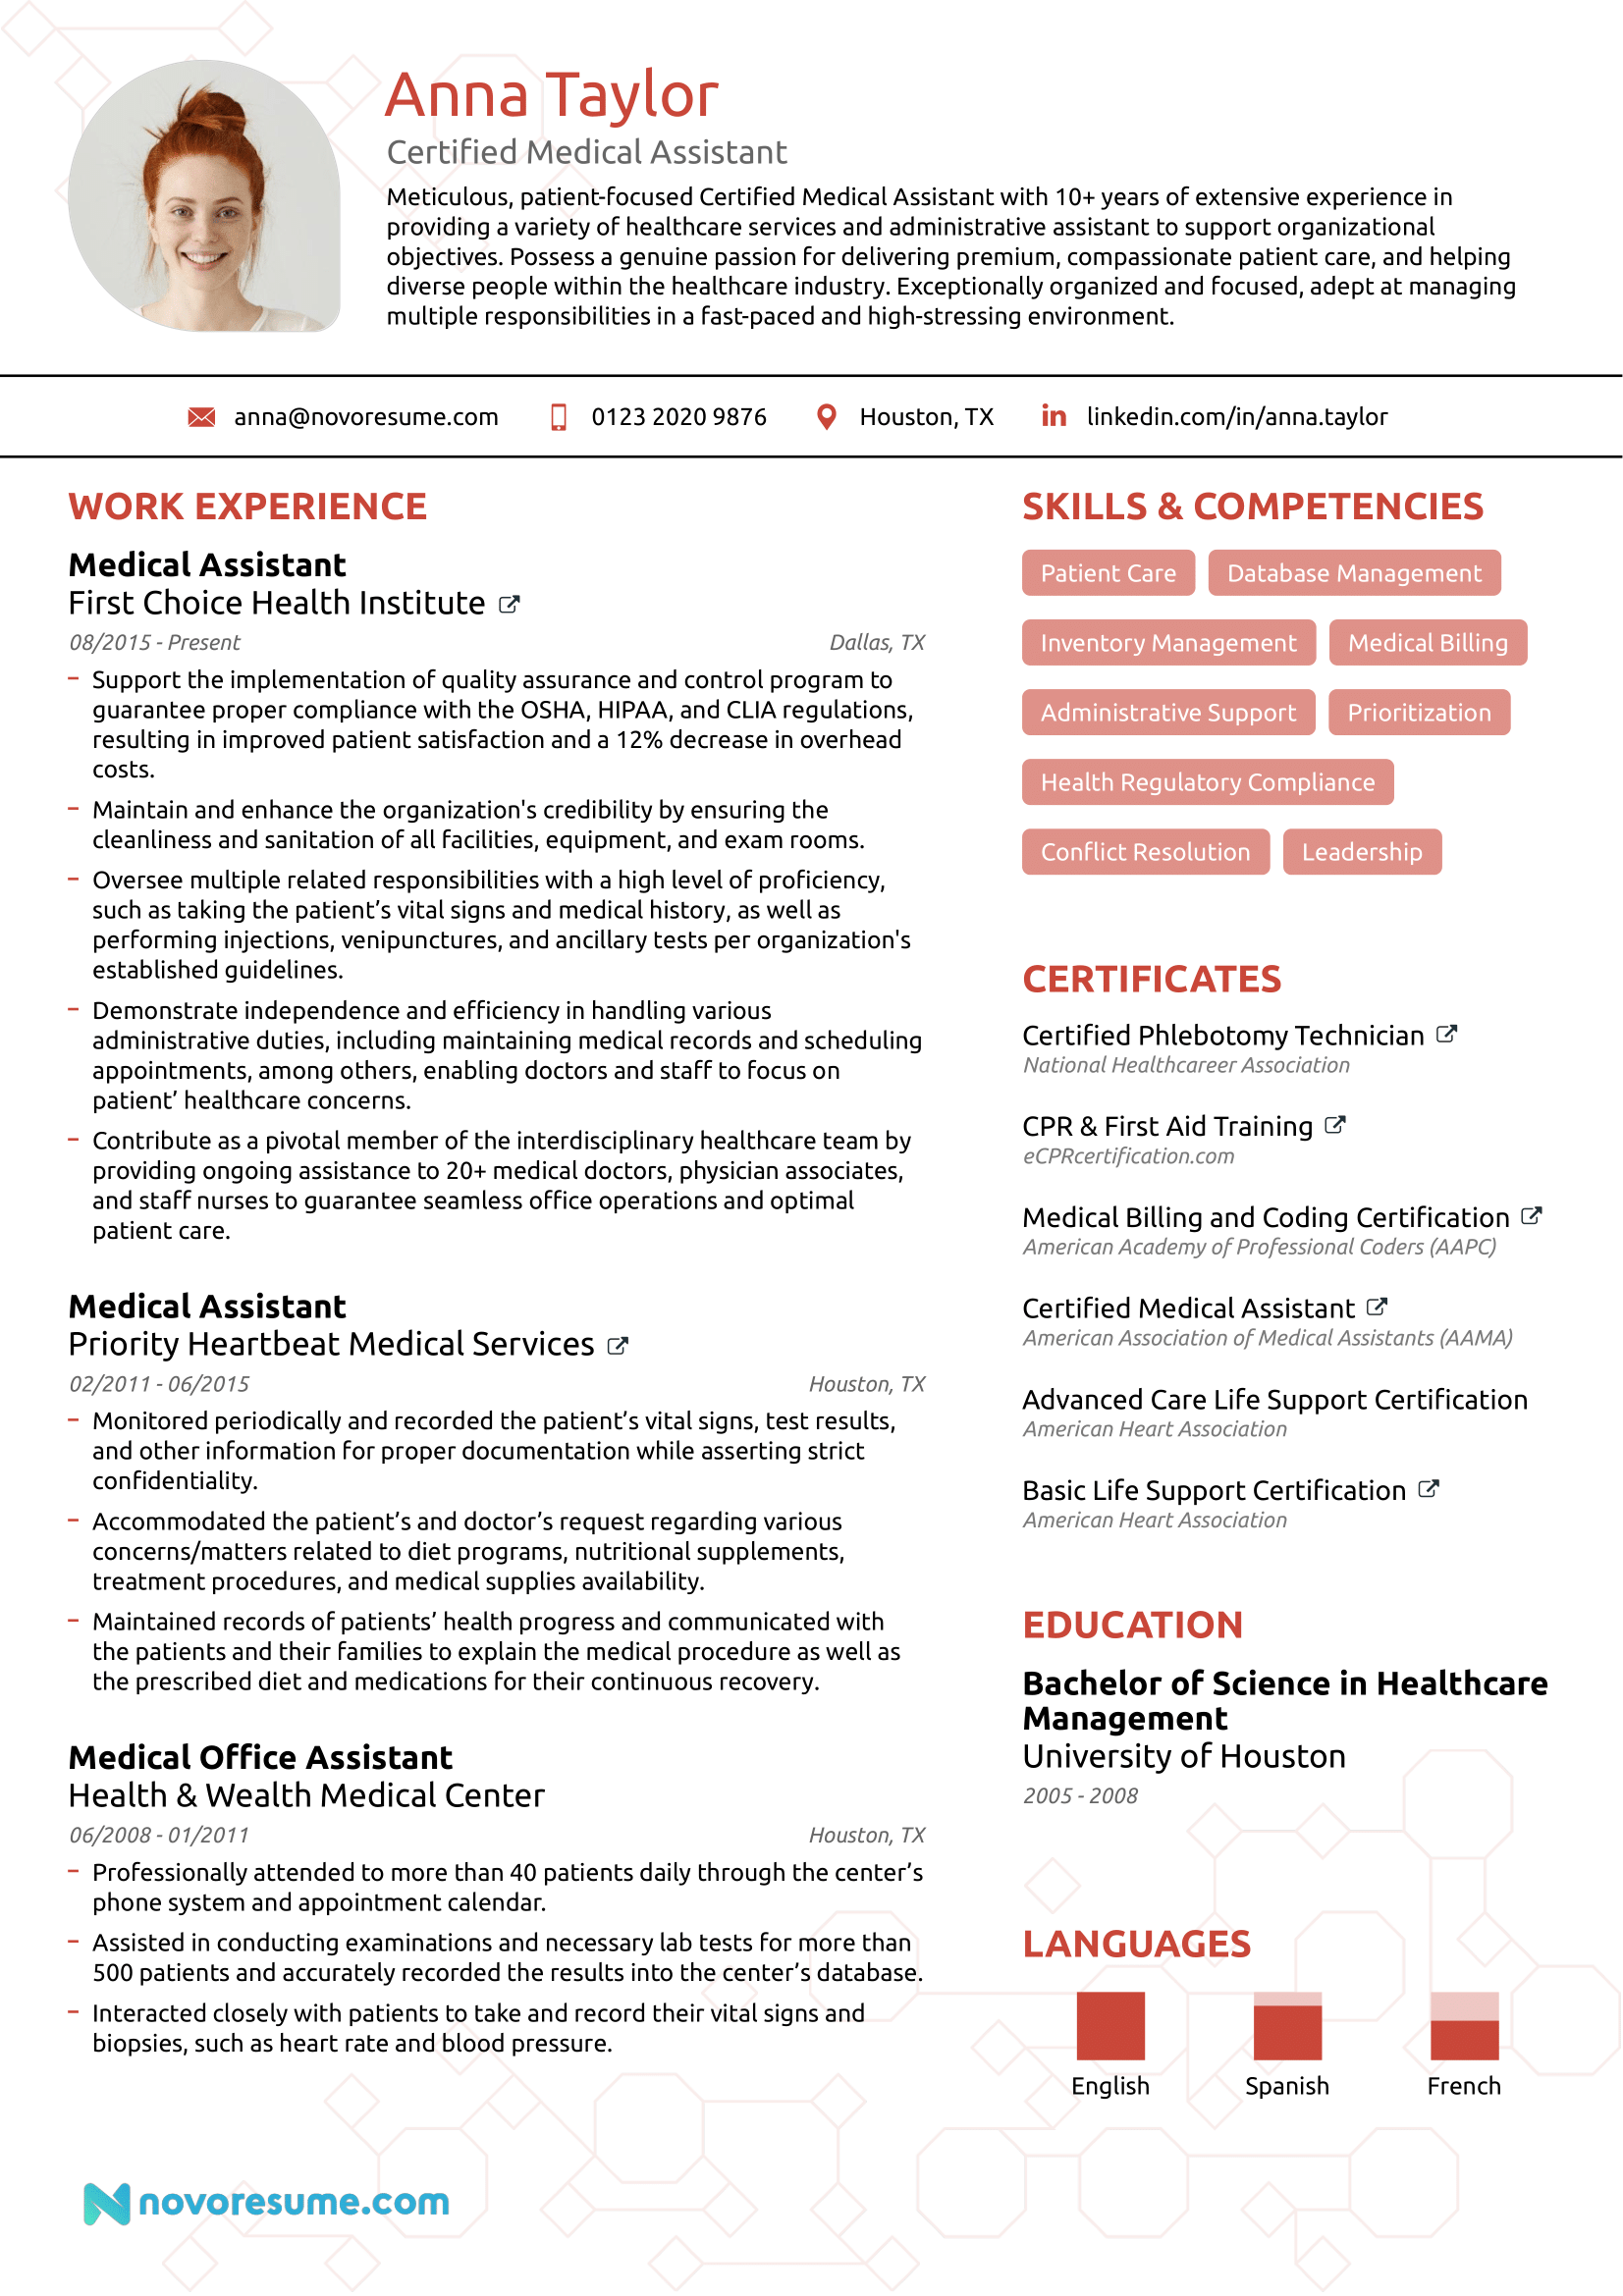 Anna Taylor
Certified Medical Assistant
Meticulous, patient-focused Certified Medical Assistant with 10+ years of extensive experience in
providing a variety of healthcare services and administrative assistant to support organizational
objectives. Possess a genuine passion for delivering premium, compassionate patient care, and helping
diverse people within the healthcare industry. Exceptionally organized and focused, adept at managing
multiple responsibilities in a fast-paced and high-stressing environment.
anna@novoresume.com 0123 2020 9876 Houston, TX linkedin.com/in/anna.taylor
WORK EXPERIENCE
Medical Assistant
First Choice Health Institute
08/2015 - Present Dallas, TX
– Support the implementation of quality assurance and control program to
guarantee proper compliance with the OSHA, HIPAA, and CLIA regulations,
resulting in improved patient satisfaction and a 12% decrease in overhead
costs.
– Maintain and enhance the organization's credibility by ensuring the
cleanliness and sanitation of all facilities, equipment, and exam rooms.
– Oversee multiple related responsibilities with a high level of proficiency,
such as taking the patient’s vital signs and medical history, as well as
performing injections, venipunctures, and ancillary tests per organization's
established guidelines.
– Demonstrate independence and efficiency in handling various
administrative duties, including maintaining medical records and scheduling
appointments, among others, enabling doctors and staff to focus on
patient’ healthcare concerns.
– Contribute as a pivotal member of the interdisciplinary healthcare team by
providing ongoing assistance to 20+ medical doctors, physician associates,
and staff nurses to guarantee seamless office operations and optimal
patient care.
Medical Assistant
Priority Heartbeat Medical Services
02/2011 - 06/2015 Houston, TX
– Monitored periodically and recorded the patient’s vital signs, test results,
and other information for proper documentation while asserting strict
confidentiality.
– Accommodated the patient’s and doctor’s request regarding various
concerns/matters related to diet programs, nutritional supplements,
treatment procedures, and medical supplies availability.
– Maintained records of patients’ health progress and communicated with
the patients and their families to explain the medical procedure as well as
the prescribed diet and medications for their continuous recovery.
Medical Office Assistant
Health & Wealth Medical Center
06/2008 - 01/2011 Houston, TX
– Professionally attended to more than 40 patients daily through the center’s
phone system and appointment calendar.
– Assisted in conducting examinations and necessary lab tests for more than
500 patients and accurately recorded the results into the center’s database.
– Interacted closely with patients to take and record their vital signs and
biopsies, such as heart rate and blood pressure.
SKILLS & COMPETENCIES
Patient Care Database Management
Inventory Management Medical Billing
Administrative Support Prioritization
Health Regulatory Compliance
Conflict Resolution Leadership
CERTIFICATES
Certified Phlebotomy Technician
National Healthcareer Association
CPR & First Aid Training
eCPRcertification.com
Medical Billing and Coding Certification
American Academy of Professional Coders (AAPC)
Certified Medical Assistant
American Association of Medical Assistants (AAMA)
Advanced Care Life Support Certification
American Heart Association
Basic Life Support Certification
American Heart Association
EDUCATION
Bachelor of Science in Healthcare
Management
University of Houston
2005 - 2008
LANGUAGES
English Spanish French
novoresume.com